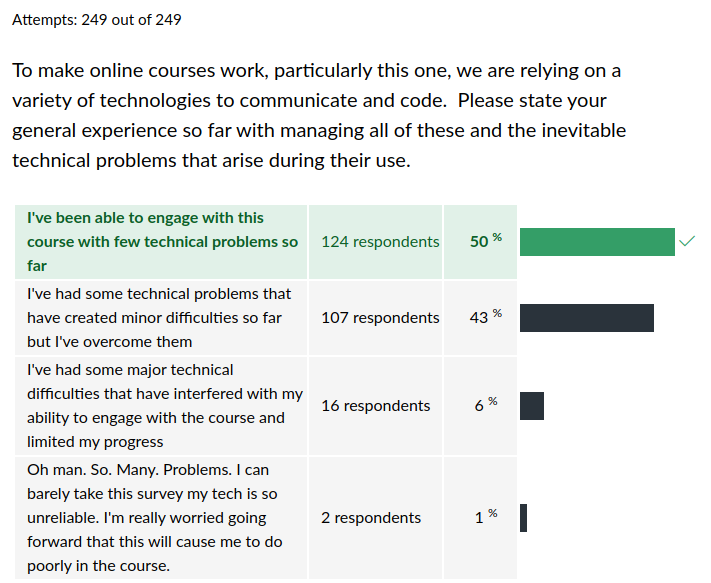 Attempts: 249 out of 249
To make online courses work, particularly this one, we are relying on a
variety of technologies to communicate and code.  Please state your
general experience so far with managing all of these and the inevitable
technical problems that arise during their use.
I've been able to engage with this
course with few technical problems so
far
124 respondents
50 %
I've had some technical problems that
have created minor difficulties so far
but I've overcome them
107 respondents
43 %
I've had some major technical
difficulties that have interfered with my
ability to engage with the course and
limited my progress
16 respondents
6 %
Oh man. So. Many. Problems. I can
barely take this survey my tech is so
unreliable. I'm really worried going
forward that this will cause me to do
poorly in the course.
2 respondents
1 %